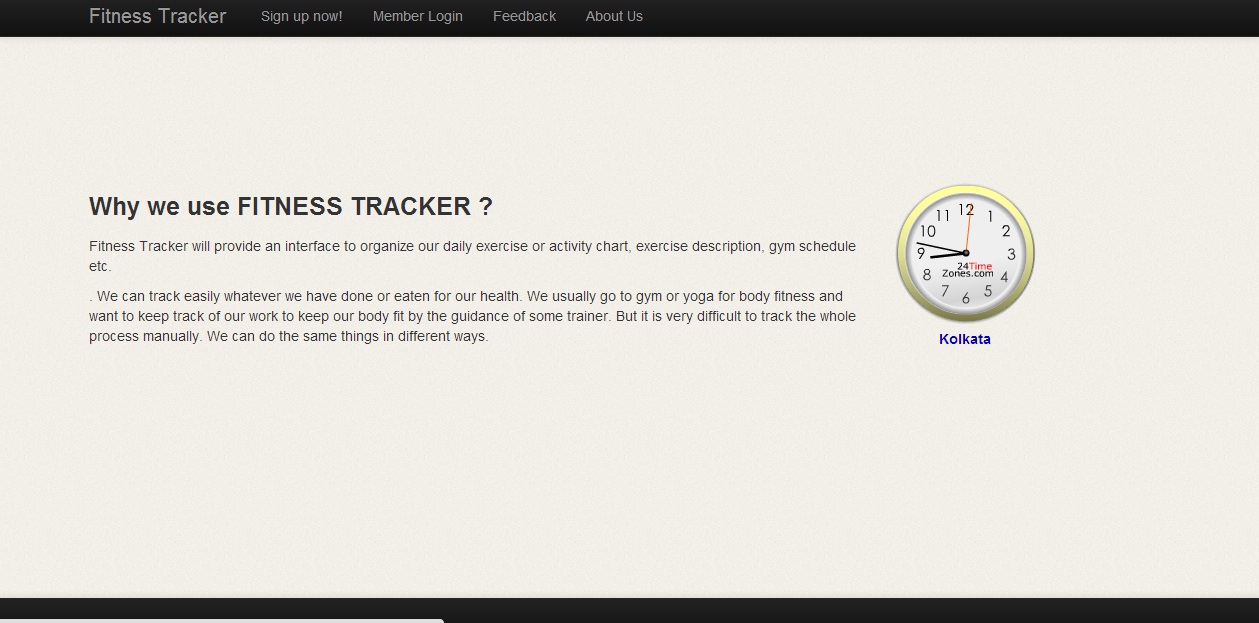 Fitness Tracker Sign up now! Member Login Feedback About Us
Why we use FITNESS TRACKER ?
Fitness Tracker will provide an interface to organize our daily exercise or activity chart, exercise description, gym schedule
etc.
. We can track easily whatever we have done or eaten for our health. We usually go to gym or yoga for body fitness and
want to keep track of our work to keep our body fit by the guidance of some trainer. But it is very difficult to track the whole
process manually. We can do the same things in different ways.
12
11 1
10 2
9 3
8 4
7 5
6
24Time
Zones.com
Kolkata